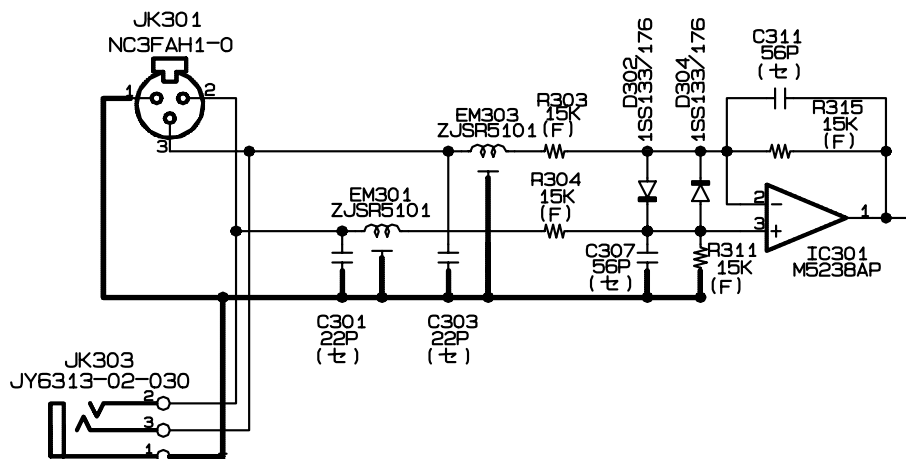 JK301
NC3FAH1-0
1
2
3
EM303
ZJSR5101
R303
15K
(F)
D302
1SS133/176
D304
1SS133/176
C311
56P
(セ)
R315
15K
(F)
EM301
ZJSR5101
R304
15K
(F)
2
-
3
+
1
IC301
M5238AP
C307
56P
(セ)
R311
15K
(F)
C301
22P
(セ)
C303
22P
(セ)
JK303
JY6313-02-030
2
3
1